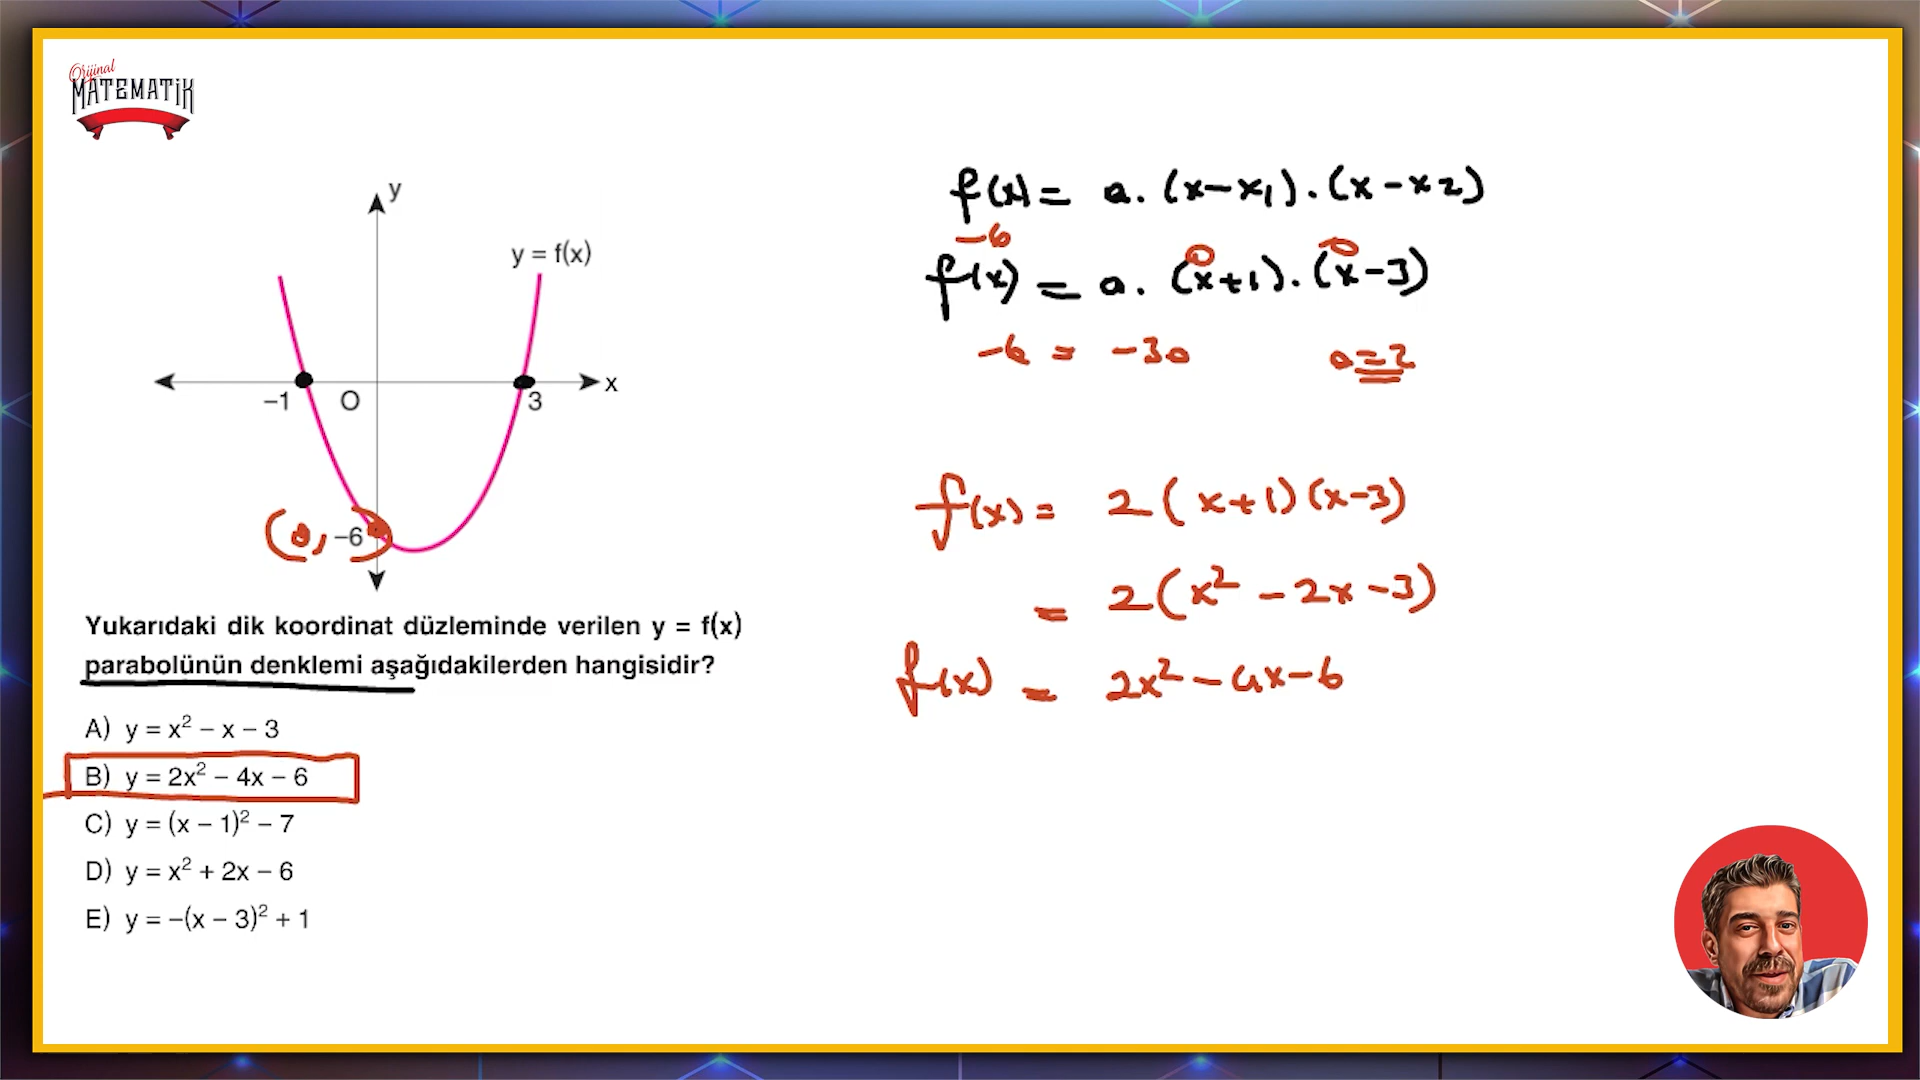 Orijinal
MATEMATİK
y
y = f(x)
x
−1
O
3
(0, −6)
Yukarıdaki dik koordinat düzleminde verilen y = f(x)
parabolünün denklemi aşağıdakilerden hangisidir?
A) y = x² – x – 3
B) y = 2x² – 4x – 6
C) y = (x – 1)² – 7
D) y = x² + 2x – 6
E) y = –(x – 3)² + 1
f(x) = a.(x−x1).(x−x2)
−6 0 0
f(x) = a.(x+1).(x−3)
−6 = −3a a=2
f(x) = 2(x+1)(x−3)
= 2(x² − 2x − 3)
f(x) = 2x² − 4x − 6